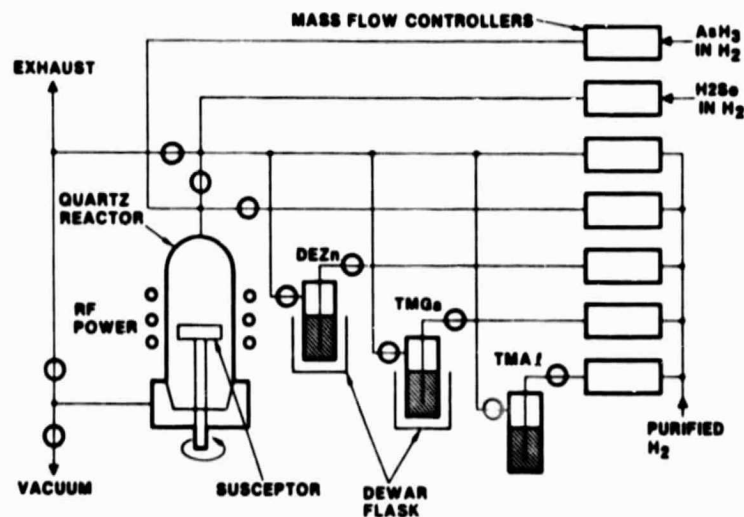 MASS FLOW CONTROLLERS
AsH3
IN H2
EXHAUST
H2Se
IN H2
QUARTZ
REACTOR
DEZn
RF
POWER
TMGa
TMAl
PURIFIED
H2
VACUUM
SUSCEPTOR
DEWAR
FLASK